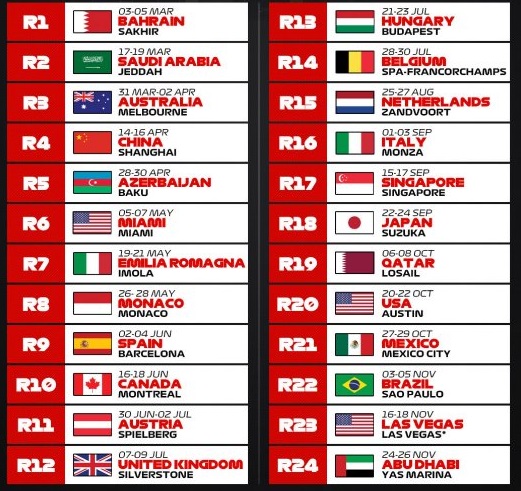 R1
03-05 MAR
BAHRAIN
SAKHIR
R2
17-19 MAR
SAUDI ARABIA
JEDDAH
R3
31 MAR-02 APR
AUSTRALIA
MELBOURNE
R4
14-16 APR
CHINA
SHANGHAI
R5
28-30 APR
AZERBAIJAN
BAKU
R6
05-07 MAY
MIAMI
MIAMI
R7
19-21 MAY
EMILIA ROMAGNA
IMOLA
R8
26-28 MAY
MONACO
MONACO
R9
02-04 JUN
SPAIN
BARCELONA
R10
16-18 JUN
CANADA
MONTREAL
R11
30 JUN-02 JUL
AUSTRIA
SPIELBERG
R12
07-09 JUL
UNITED KINGDOM
SILVERSTONE
R13
21-23 JUL
HUNGARY
BUDAPEST
R14
28-30 JUL
BELGIUM
SPA-FRANCORCHAMPS
R15
25-27 AUG
NETHERLANDS
ZANDVOORT
R16
01-03 SEP
ITALY
MONZA
R17
15-17 SEP
SINGAPORE
SINGAPORE
R18
22-24 SEP
JAPAN
SUZUKA
R19
06-08 OCT
QATAR
LOSAIL
R20
20-22 OCT
USA
AUSTIN
R21
27-29 OCT
MEXICO
MEXICO CITY
R22
03-05 NOV
BRAZIL
SAO PAULO
R23
16-18 NOV
LAS VEGAS
LAS VEGAS*
R24
24-26 NOV
ABU DHABI
YAS MARINA